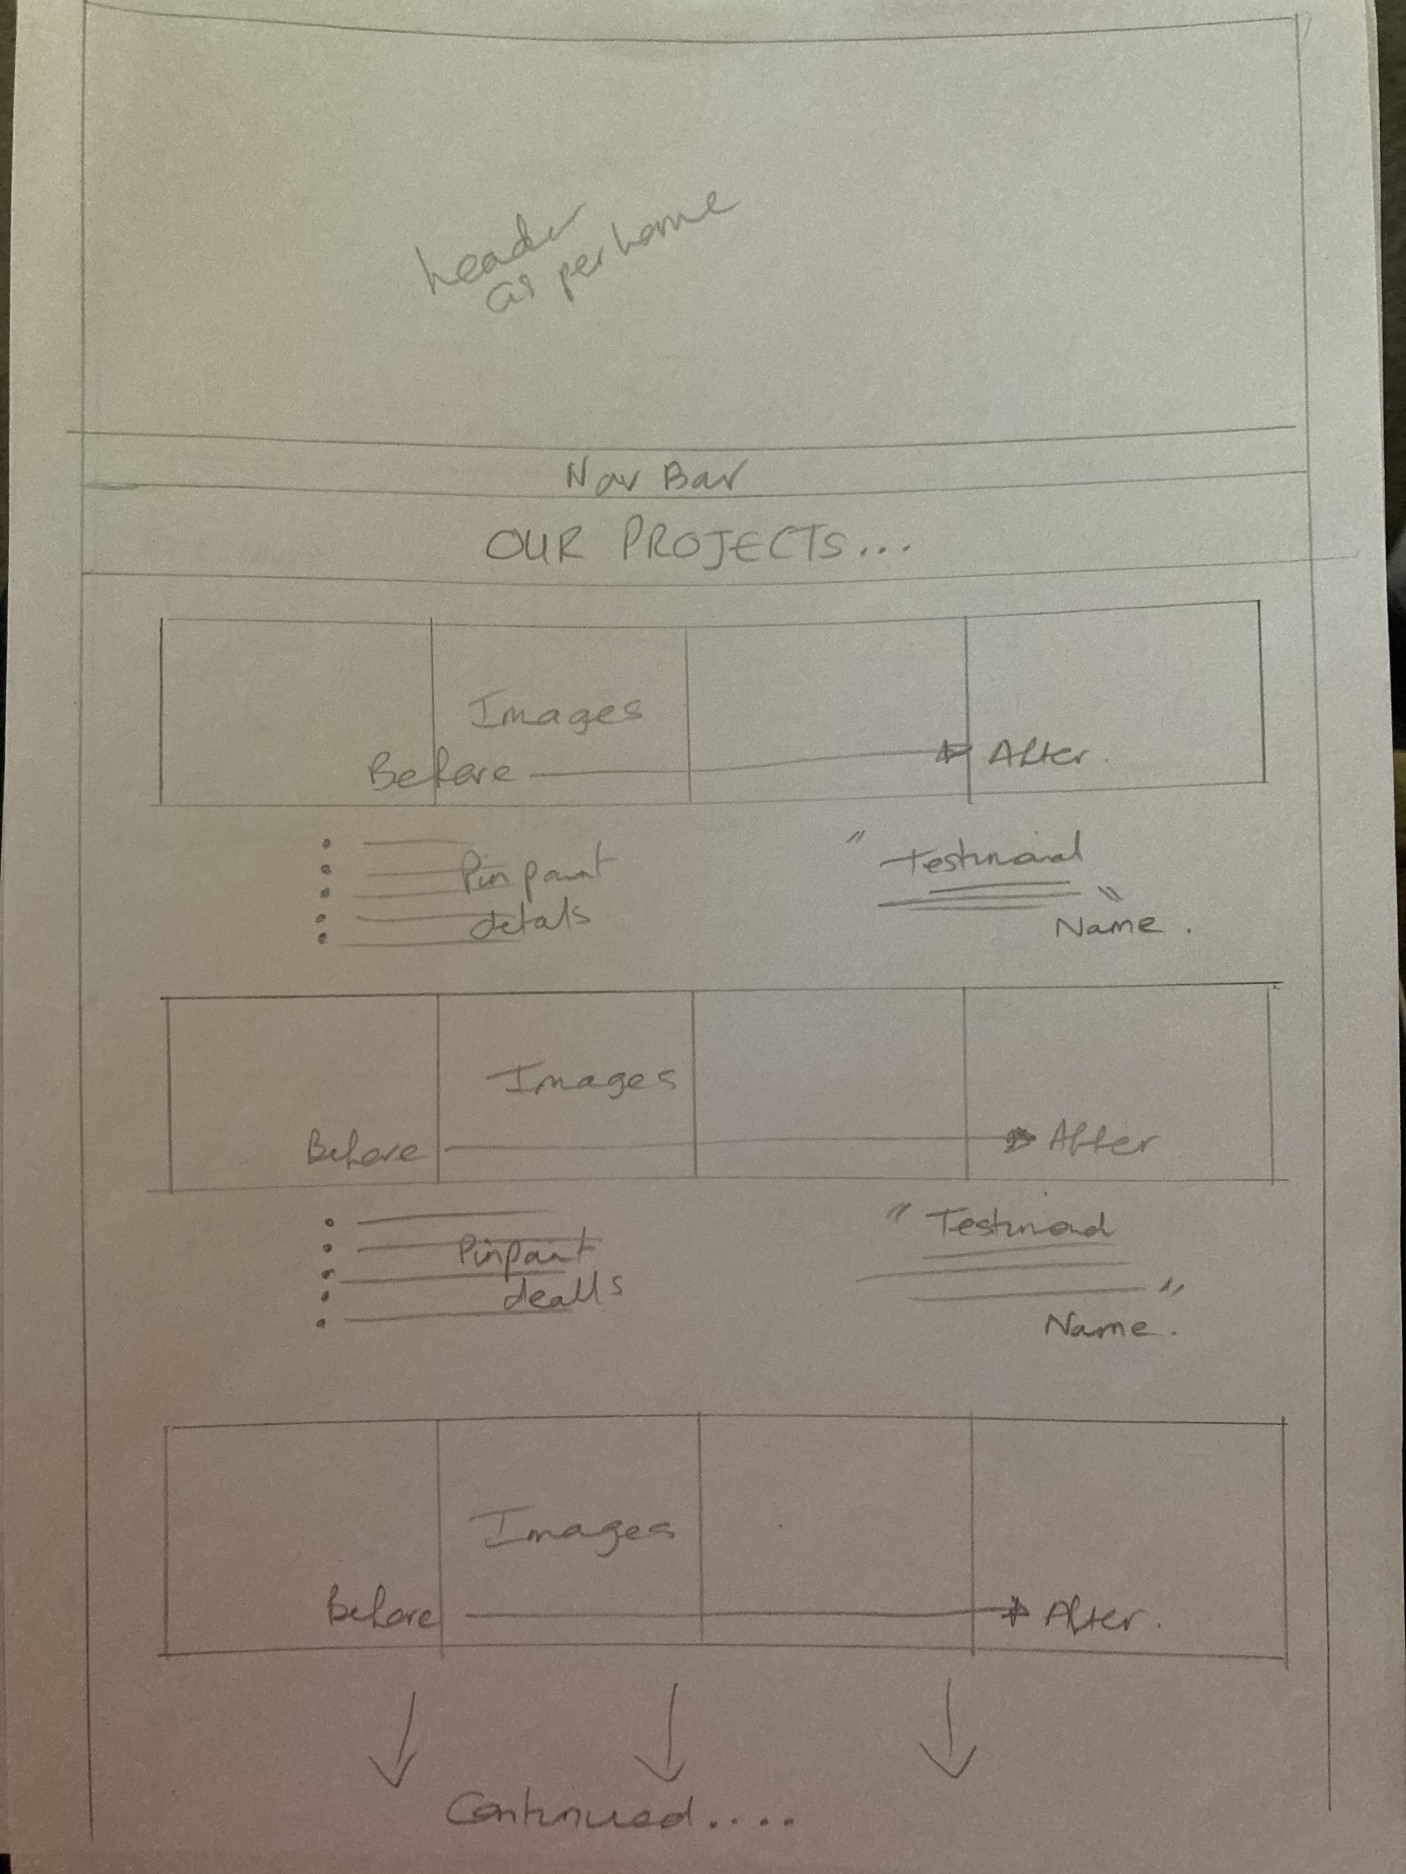 header
as per home
Nav Bar
OUR PROJECTS...
Images
Before After.
" Testimonial
Pinpoint
details "
Name.
Images
Before After
" Testimonial
Pinpoint
details "
Name.
Images
Before After.
Continued....